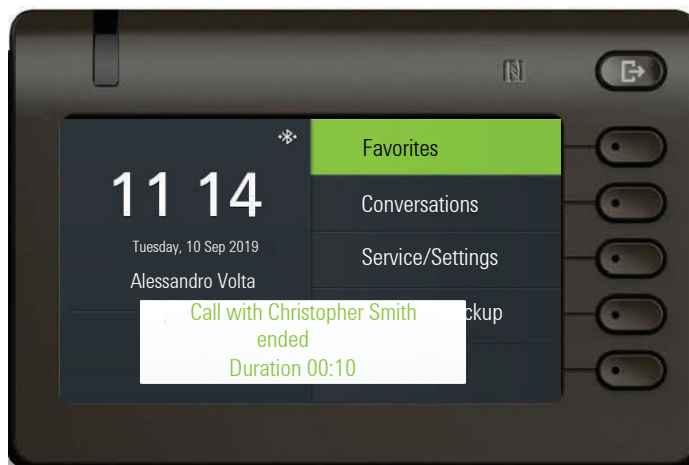 11 14
Tuesday, 10 Sep 2019
Alessandro Volta
Favorites
Conversations
Service/Settings
ckup
Call with Christopher Smith
ended
Duration 00:10